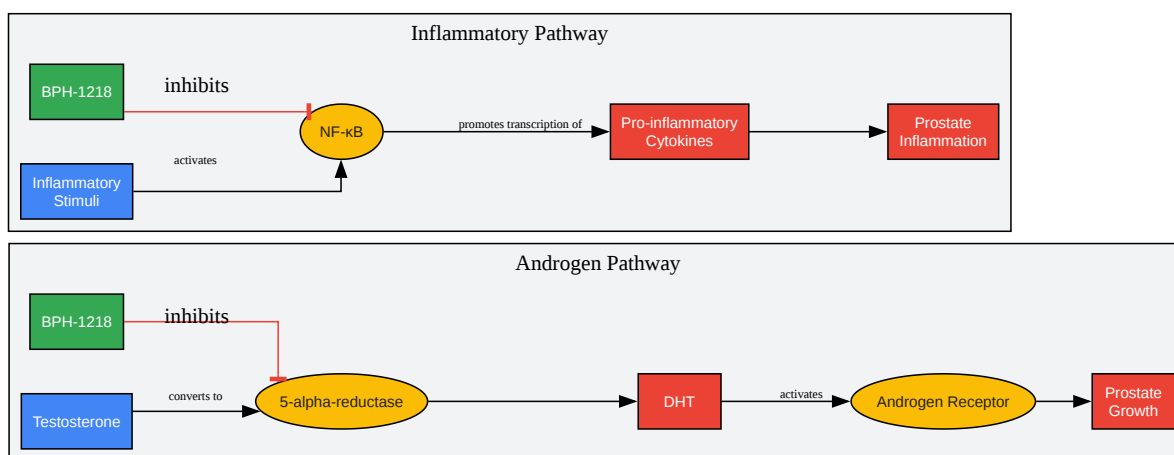 Inflammatory Pathway
BPH-1218
inhibits
NF-κB
promotes transcription of
Pro-inflammatory
Cytokines
Prostate
Inflammation
activates
Inflammatory
Stimuli
Androgen Pathway
BPH-1218
inhibits
Testosterone
converts to
5-alpha-reductase
DHT
activates
Androgen Receptor
Prostate
Growth